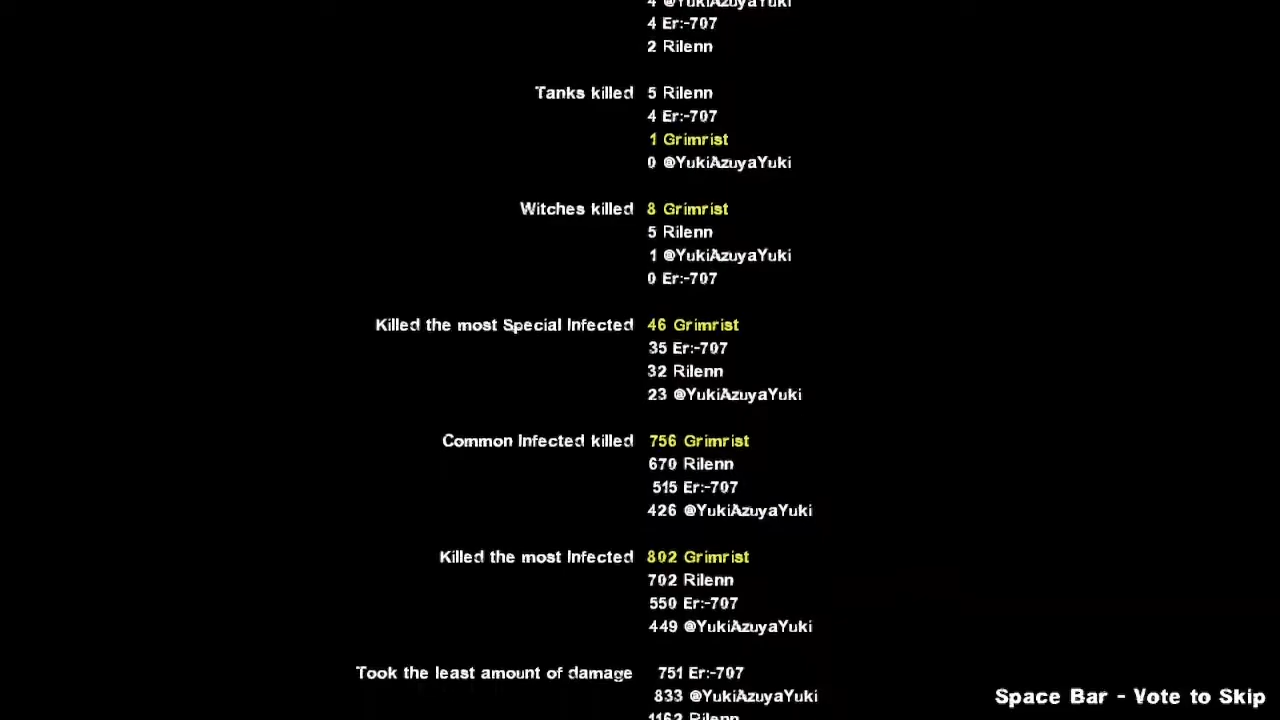 4 @YukiAzuyaYuki
4 Er:-707
2 Rilenn
Tanks killed 5 Rilenn
4 Er:-707
1 Grimrist
0 @YukiAzuyaYuki
Witches killed 8 Grimrist
5 Rilenn
1 @YukiAzuyaYuki
0 Er:-707
Killed the most Special Infected 46 Grimrist
35 Er:-707
32 Rilenn
23 @YukiAzuyaYuki
Common Infected killed 756 Grimrist
670 Rilenn
515 Er:-707
426 @YukiAzuyaYuki
Killed the most Infected 802 Grimrist
702 Rilenn
550 Er:-707
449 @YukiAzuyaYuki
Took the least amount of damage 751 Er:-707
833 @YukiAzuyaYuki
1162 Rilenn
Space Bar - Vote to Skip